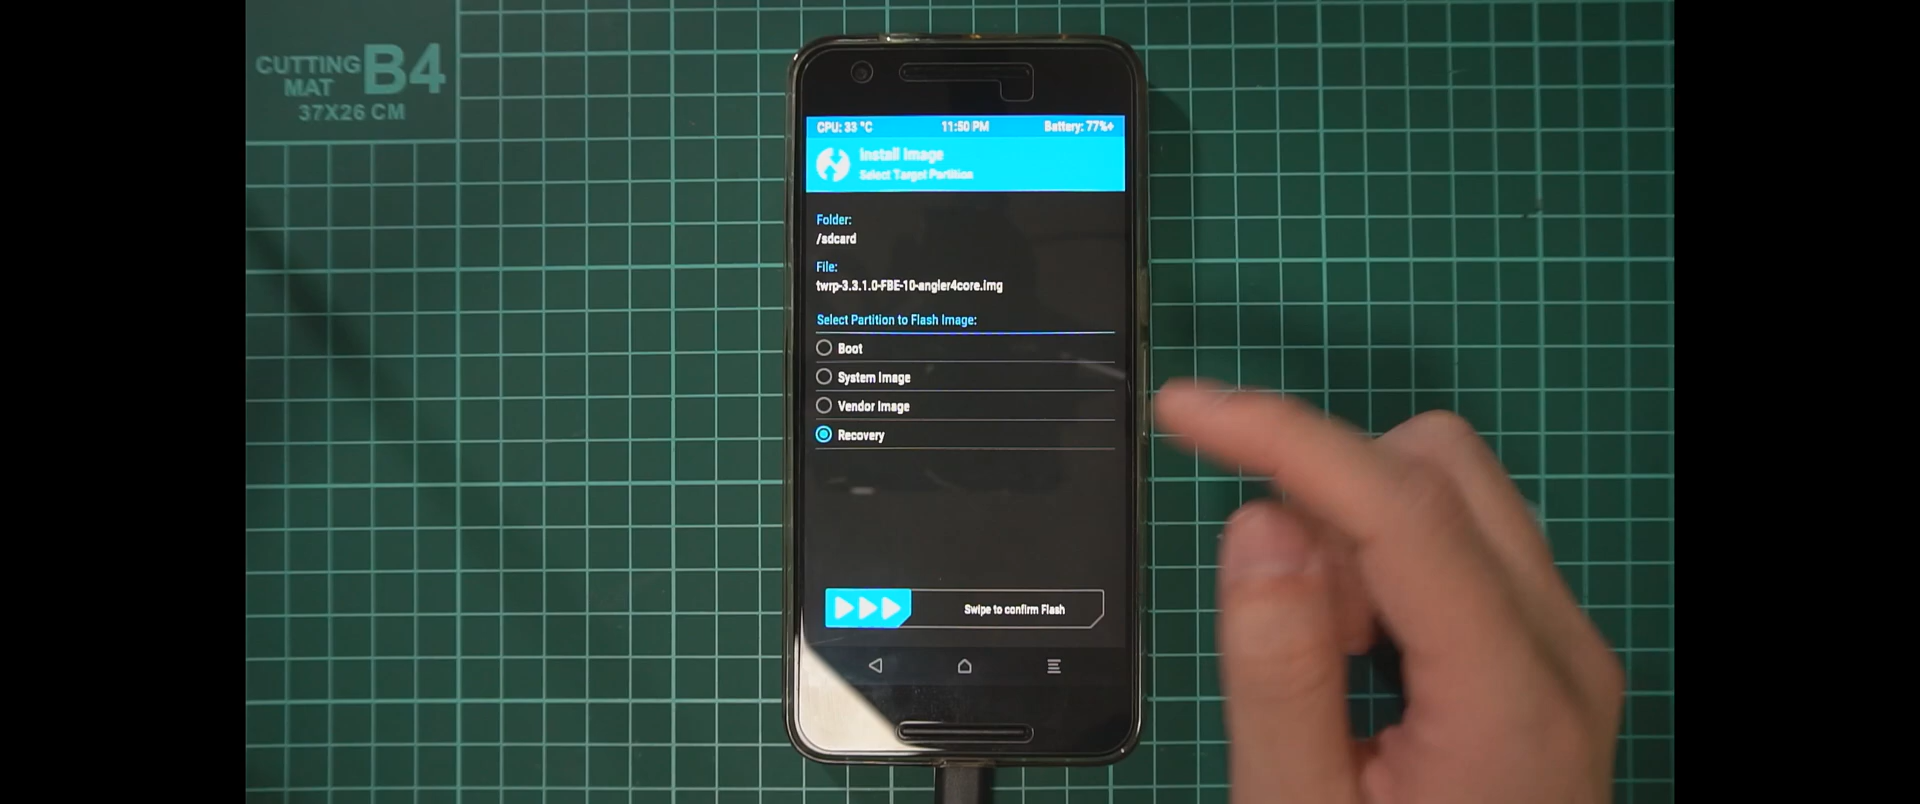 CUTTING
MAT
B4
37X26 CM
CPU: 33 °C
11:50 PM
Battery: 77%+
Install Image
Select Target Partition
Folder:
/sdcard
File:
twrp-3.3.1.0-FBE-10-angler4core.img
Select Partition to Flash Image:
Boot
System Image
Vendor Image
Recovery
Swipe to confirm Flash